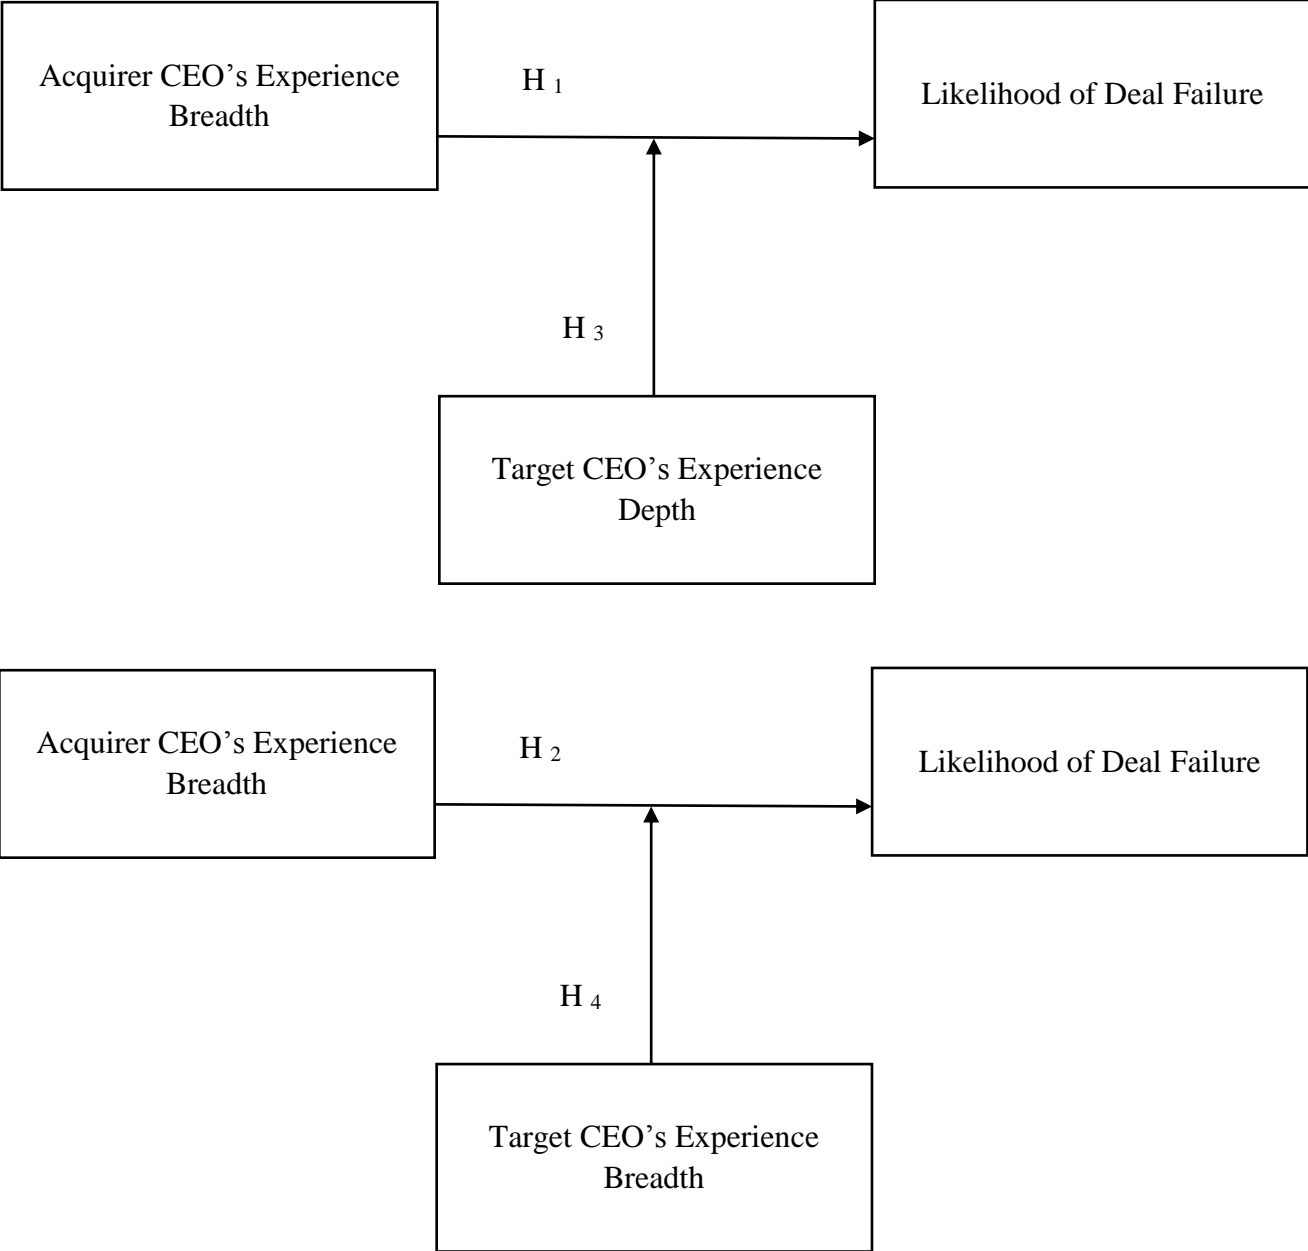 Acquirer CEO’s Experience
Breadth
H 1
Likelihood of Deal Failure
H 3
Target CEO’s Experience
Depth
Acquirer CEO’s Experience
Breadth
H 2
Likelihood of Deal Failure
H 4
Target CEO’s Experience
Breadth